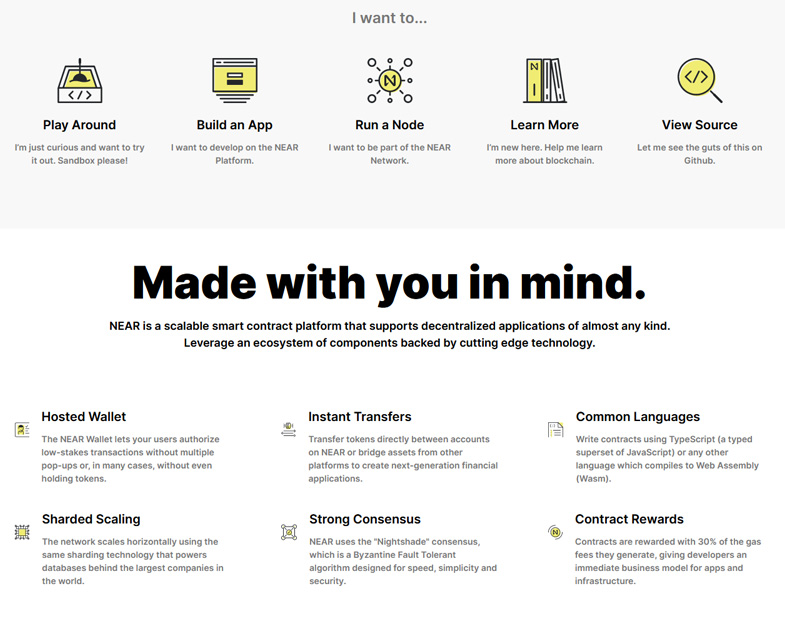 I want to...
Play Around
Build an App
Run a Node
Learn More
View Source
I'm just curious and want to try
it out. Sandbox please!
I want to develop on the NEAR
Platform.
I want to be part of the NEAR
Network.
I'm new here. Help me learn
more about blockchain.
Let me see the guts of this on
Github.
Made with you in mind.
NEAR is a scalable smart contract platform that supports decentralized applications of almost any kind.
Leverage an ecosystem of components backed by cutting edge technology.
Hosted Wallet
The NEAR Wallet lets your users authorize
low-stakes transactions without multiple
pop-ups or, in many cases, without even
holding tokens.
Instant Transfers
Transfer tokens directly between accounts
on NEAR or bridge assets from other
platforms to create next-generation financial
applications.
Common Languages
Write contracts using TypeScript (a typed
superset of JavaScript) or any other
language which compiles to Web Assembly
(Wasm).
Sharded Scaling
The network scales horizontally using the
same sharding technology that powers
databases behind the largest companies in
the world.
Strong Consensus
NEAR uses the "Nightshade" consensus,
which is a Byzantine Fault Tolerant
algorithm designed for speed, simplicity and
security.
Contract Rewards
Contracts are rewarded with 30% of the gas
fees they generate, giving developers an
immediate business model for apps and
infrastructure.